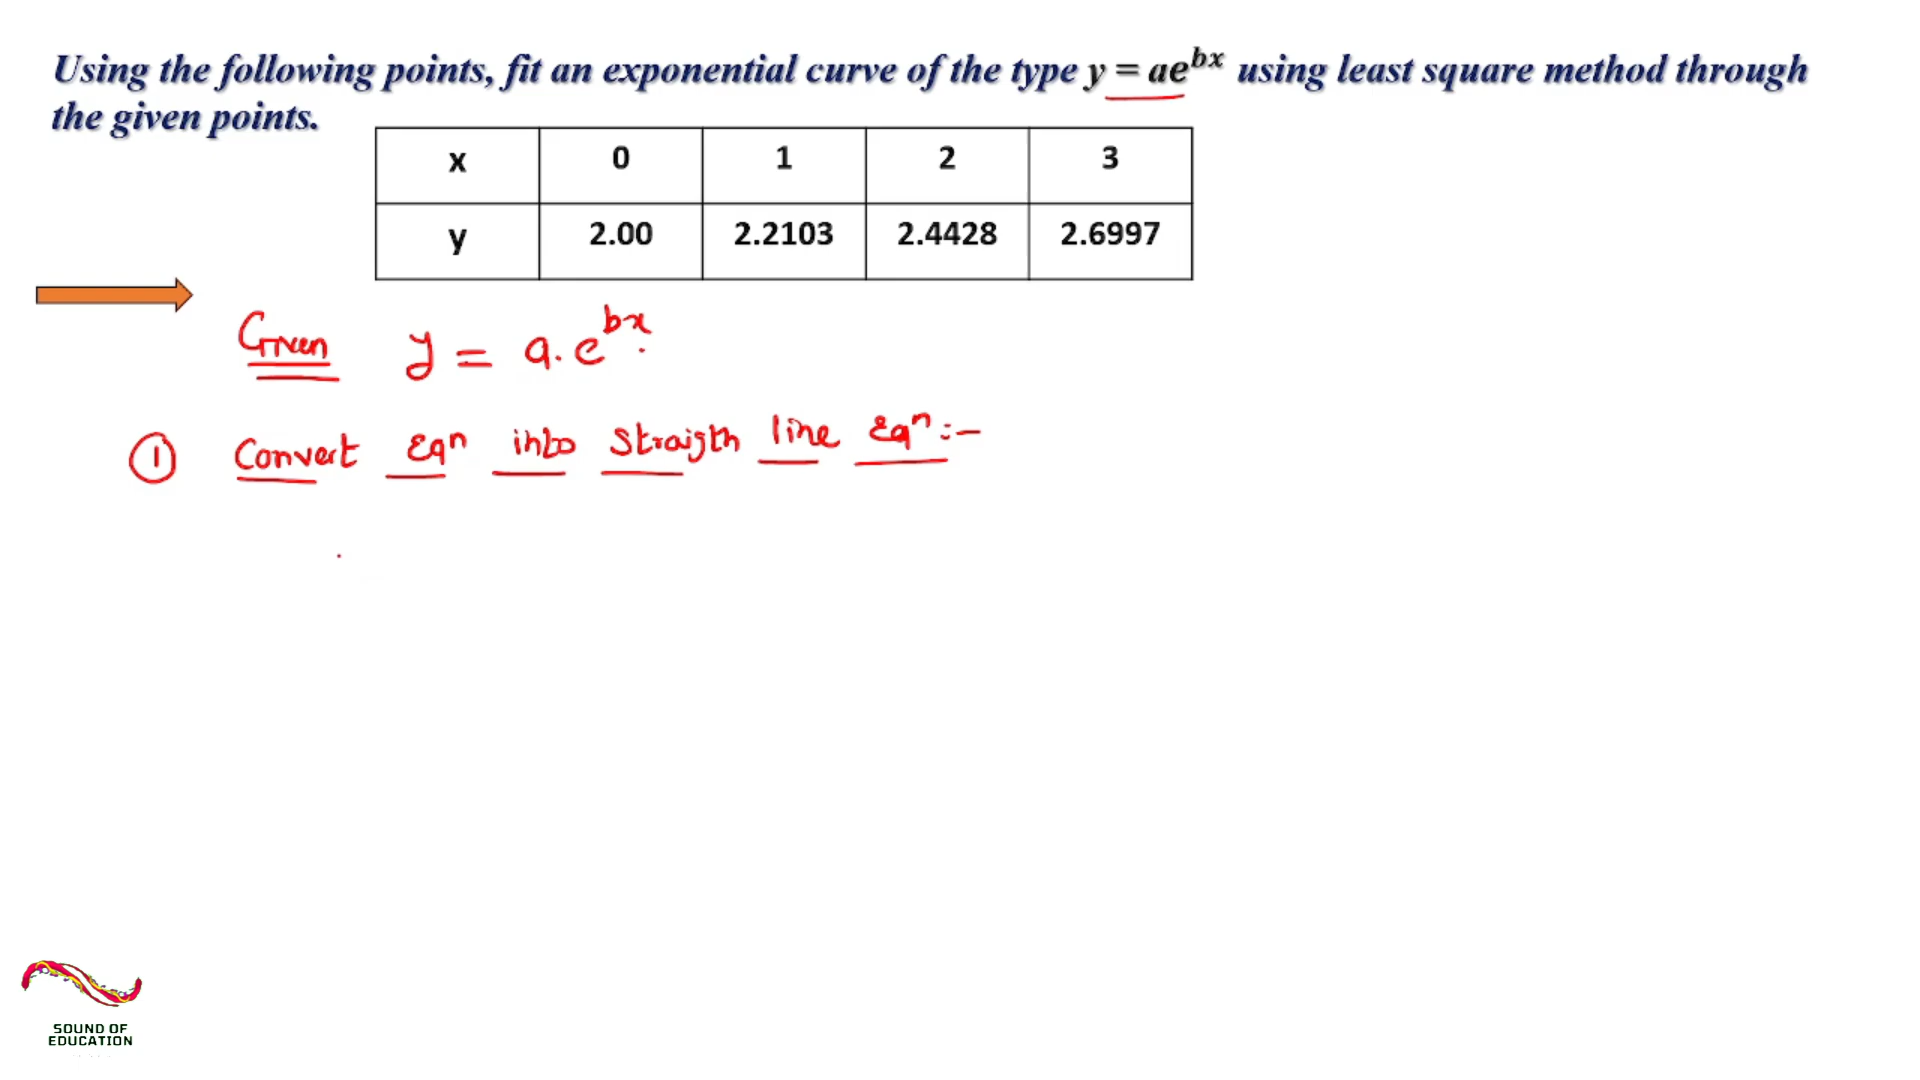 Using the following points, fit an exponential curve of the type y = ae^{bx} using least square method through
the given points.
x 0 1 2 3
y 2.00 2.2103 2.4428 2.6997
Given y = a.e^{bx}
① Convert Eqⁿ into Straigth line Eqⁿ :-
SOUND OF
EDUCATION